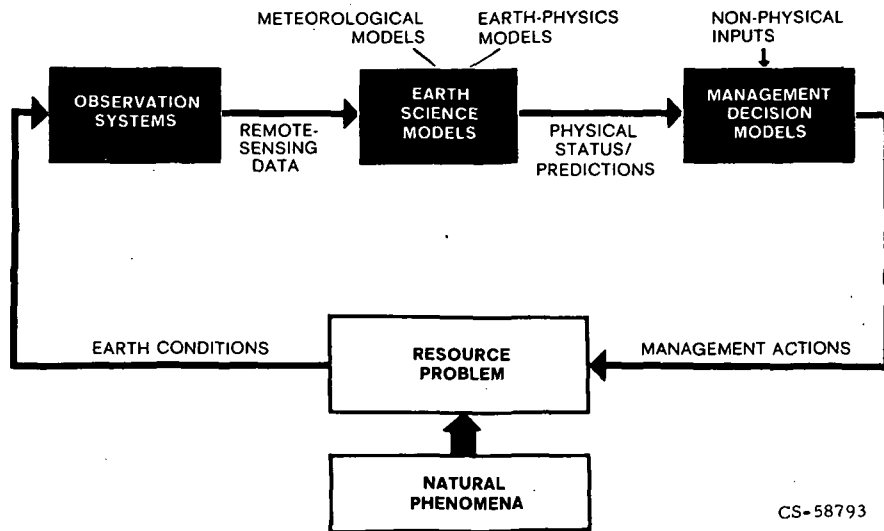 METEOROLOGICAL
MODELS
EARTH-PHYSICS
MODELS
NON-PHYSICAL
INPUTS
OBSERVATION
SYSTEMS
REMOTE-
SENSING
DATA
EARTH
SCIENCE
MODELS
PHYSICAL
STATUS/
PREDICTIONS
MANAGEMENT
DECISION
MODELS
EARTH CONDITIONS
RESOURCE
PROBLEM
MANAGEMENT ACTIONS
NATURAL
PHENOMENA
CS-58793